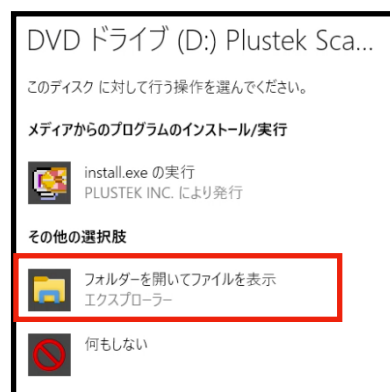 DVD ドライブ (D:) Plustek Sca...
このディスク に対して行う操作を選んでください。
メディアからのプログラムのインストール/実行
install.exe の実行
PLUSTEK INC. により発行
その他の選択肢
フォルダーを開いてファイルを表示
エクスプローラー
何もしない